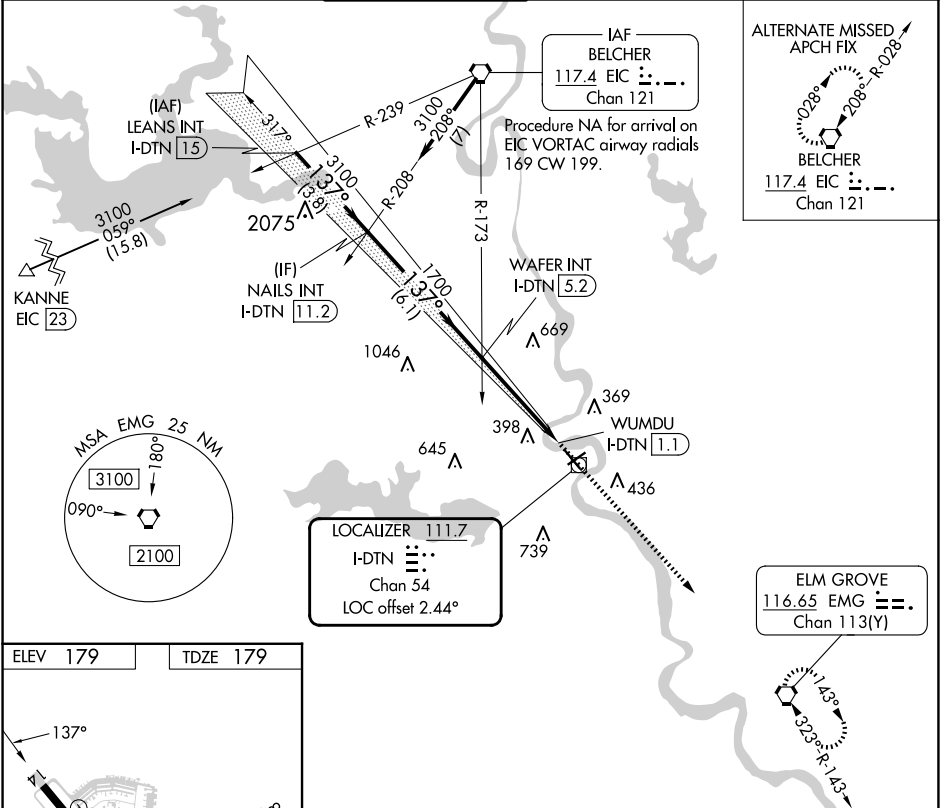 IAF
BELCHER
117.4 EIC
Chan 121
Procedure NA for arrival on
EIC VORTAC airway radials
169 CW 199.
ALTERNATE MISSED
APCH FIX
028°
208°
R-028
BELCHER
117.4 EIC
Chan 121
(IAF)
LEANS INT
I-DTN 15
R-239
3100
208°
(7)
R-208
R-173
317°
3100
137°
(3.8)
2075
3100
059°
(15.8)
KANNE
EIC 23
(IF)
NAILS INT
I-DTN 11.2
1700
137°
(6.1)
WAFER INT
I-DTN 5.2
669
1046
369
398
WUMDU
I-DTN 1.1
645
436
739
MSA EMG 25 NM
180°
3100
090°
2100
LOCALIZER 111.7
I-DTN
Chan 54
LOC offset 2.44°
ELM GROVE
116.65 EMG
Chan 113(Y)
143°
323°
R-143
ELEV 179
TDZE 179
137°
14